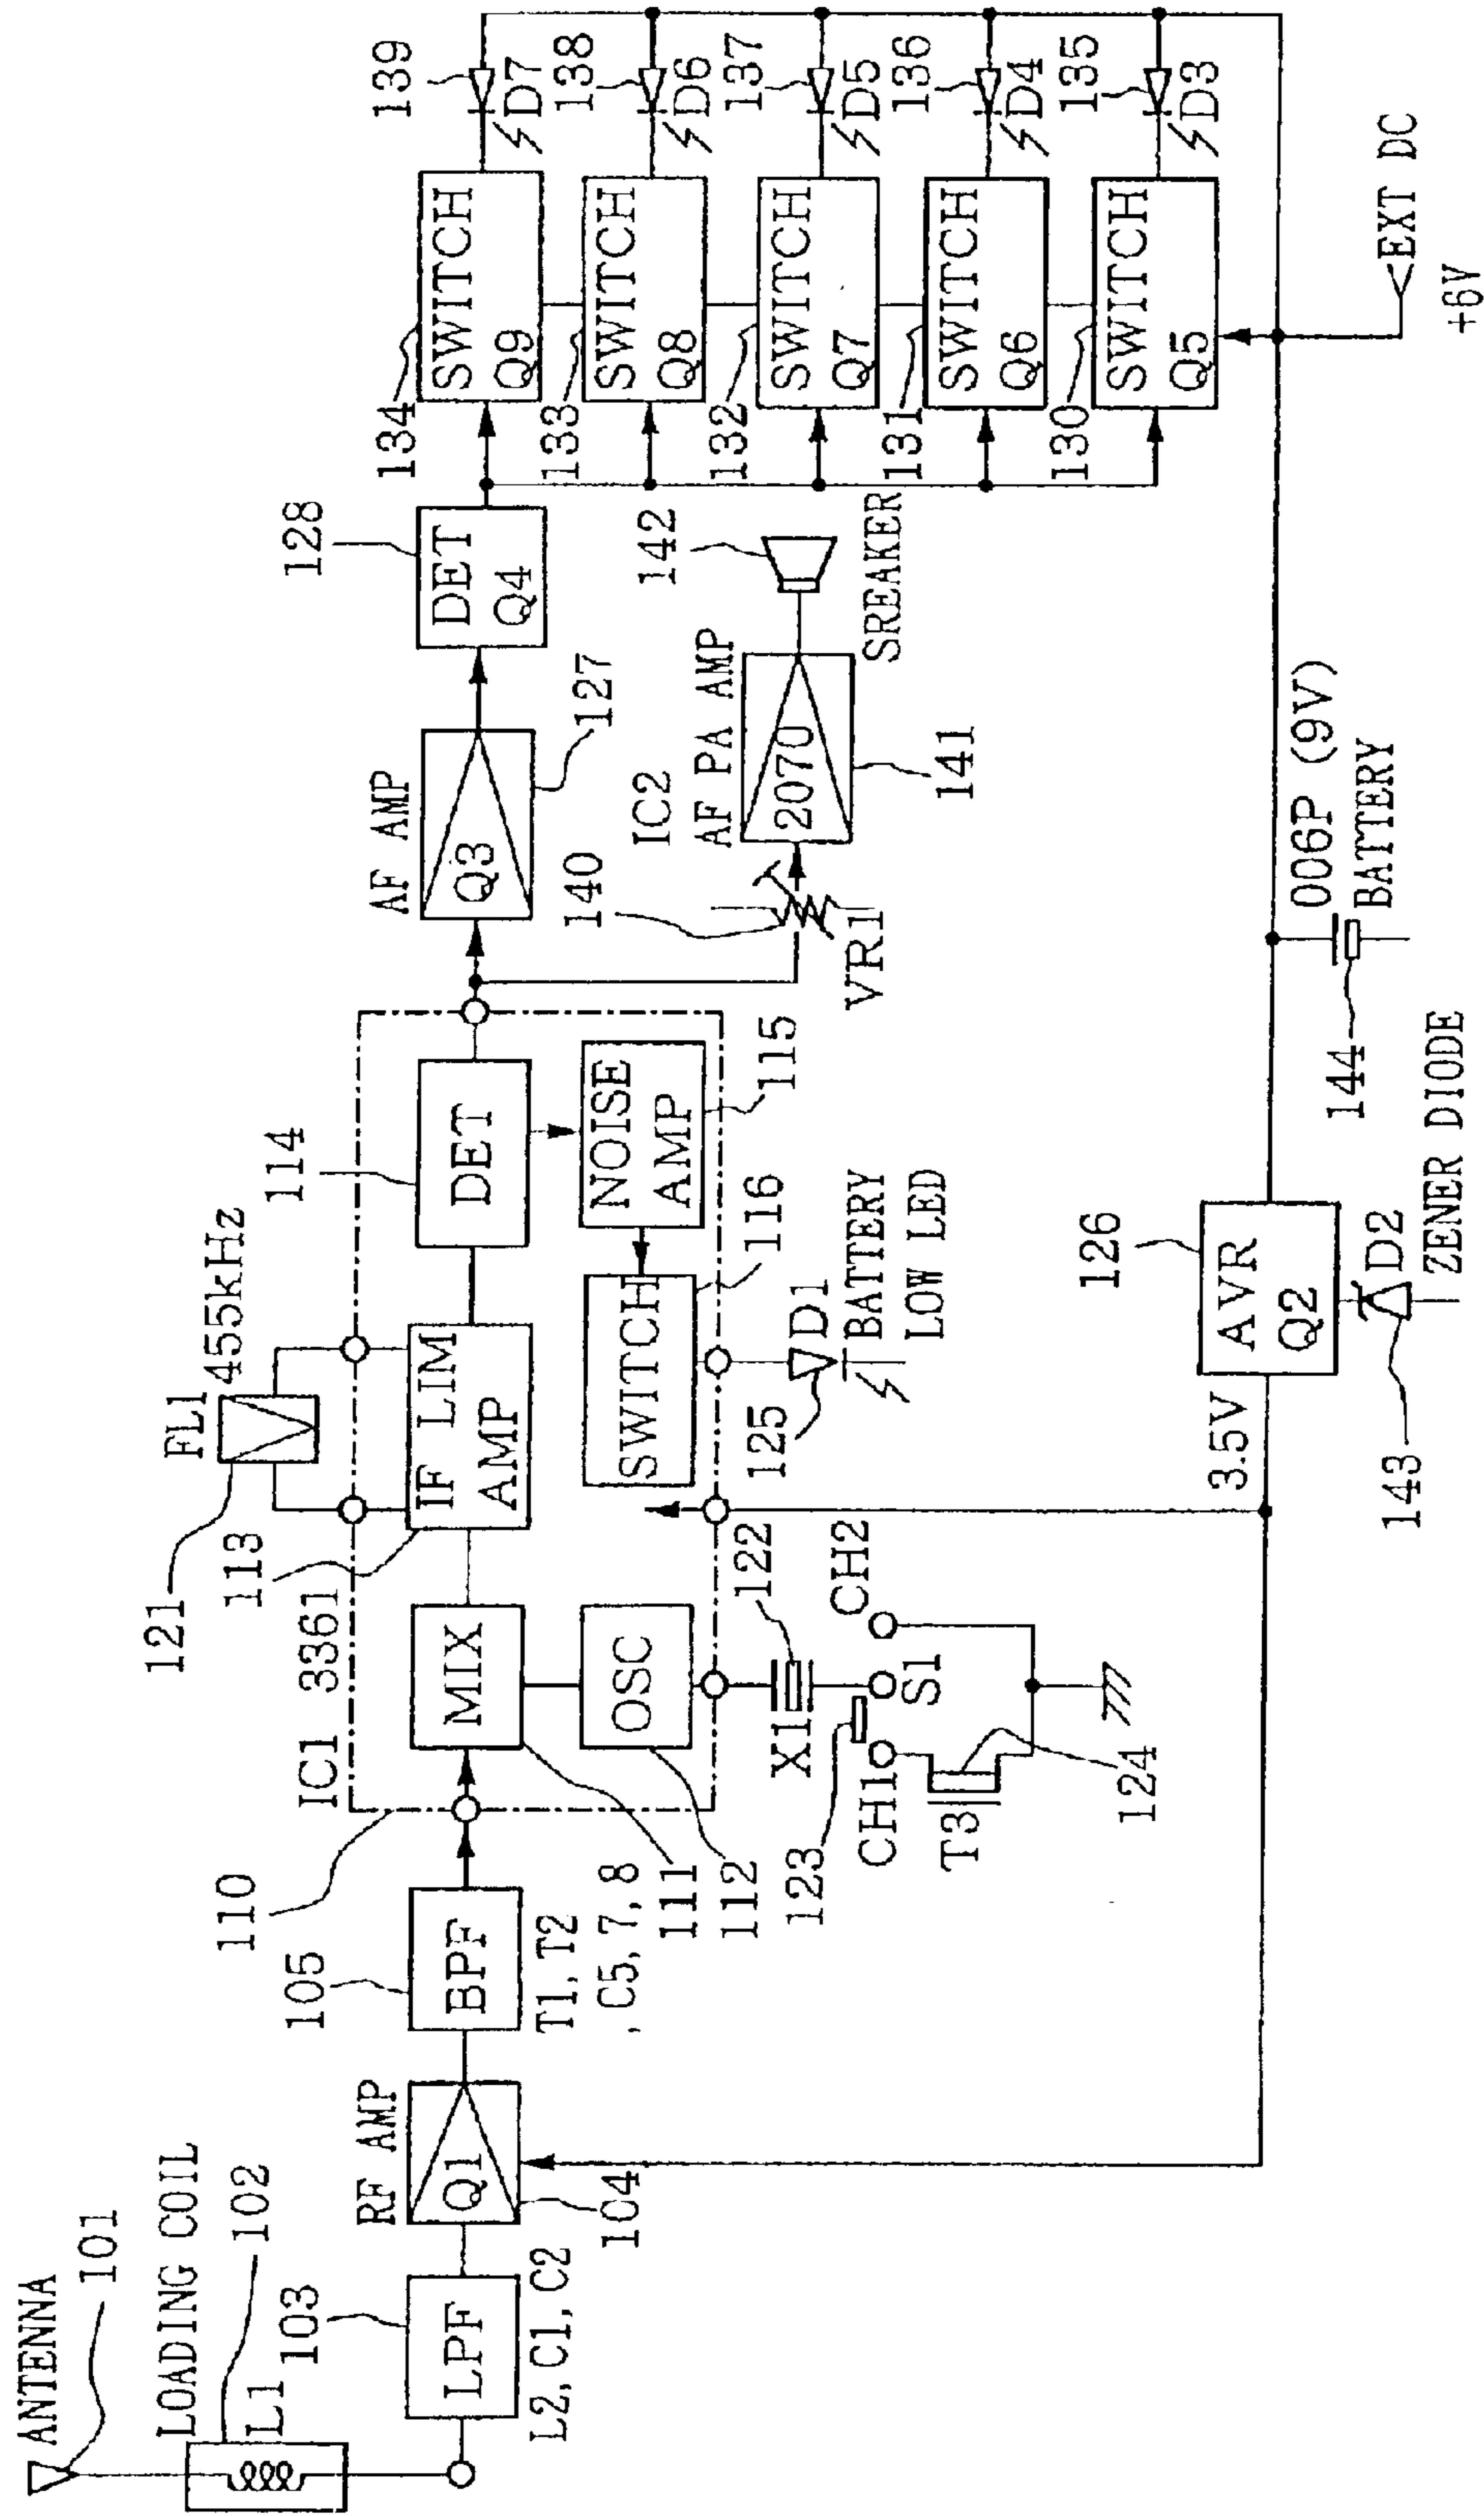 ANTENNA
101
LOADING COIL
102
L1
103
LPF
L2, C1, C2
RF AMP
Q1
104
105
BPF
T1, T2
, C5, 7, 8
110
IC1 3361
MIX
111
OSC
112
X1
122
123
CH1
S1
CH2
T3
124
121
FL1
455kHz
113
IF LIM
AMP
114
DET
NOISE
AMP
115
SWITCH
116
125
D1
BATTERY
LOW LED
AF AMP
Q3
127
128
DET
Q4
140
VR1
IC2
AF PA AMP
2070
141
142
SREAKER
134
SWITCH
Q9
139
D7
133
SWITCH
Q8
138
D6
132
SWITCH
Q7
137
D5
131
SWITCH
Q6
136
D4
130
SWITCH
Q5
135
D3
3.5V
126
AVR
Q2
D2
143
ZENER DIODE
006P (9V)
BATTERY
144
EXT DC
+6V